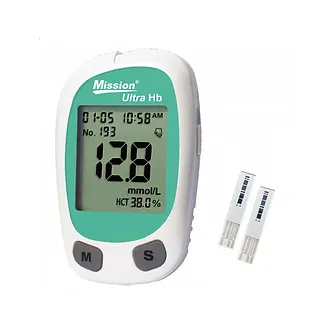 Mission®
Ultra Hb
01-05 10:58AM
No. 193
12.8
mmol/L
HCT 38.0%
M S